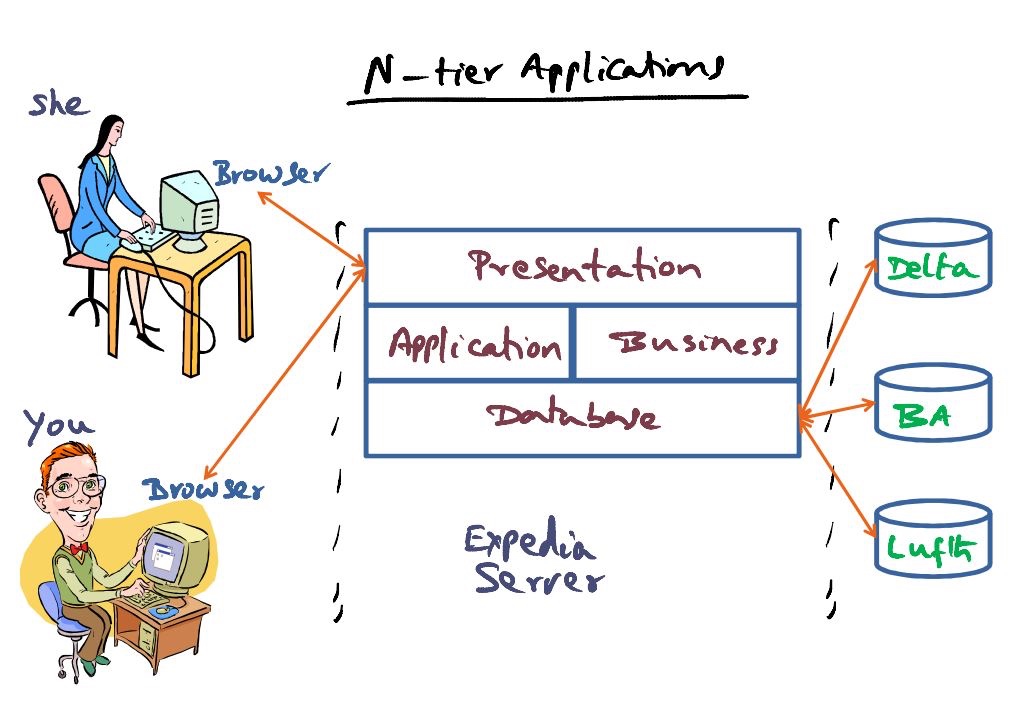 N-tier Applications
She
Browser
Presentation
Application
Business
Database
Delta
BA
Lufth
You
Browser
Expedia
Server